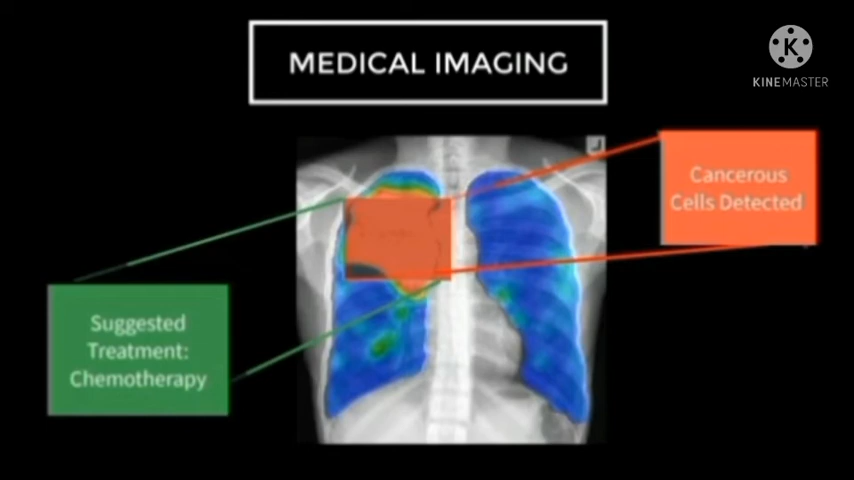 MEDICAL IMAGING
K
KINEMASTER
Cancerous
Cells Detected
Suggested
Treatment:
Chemotherapy